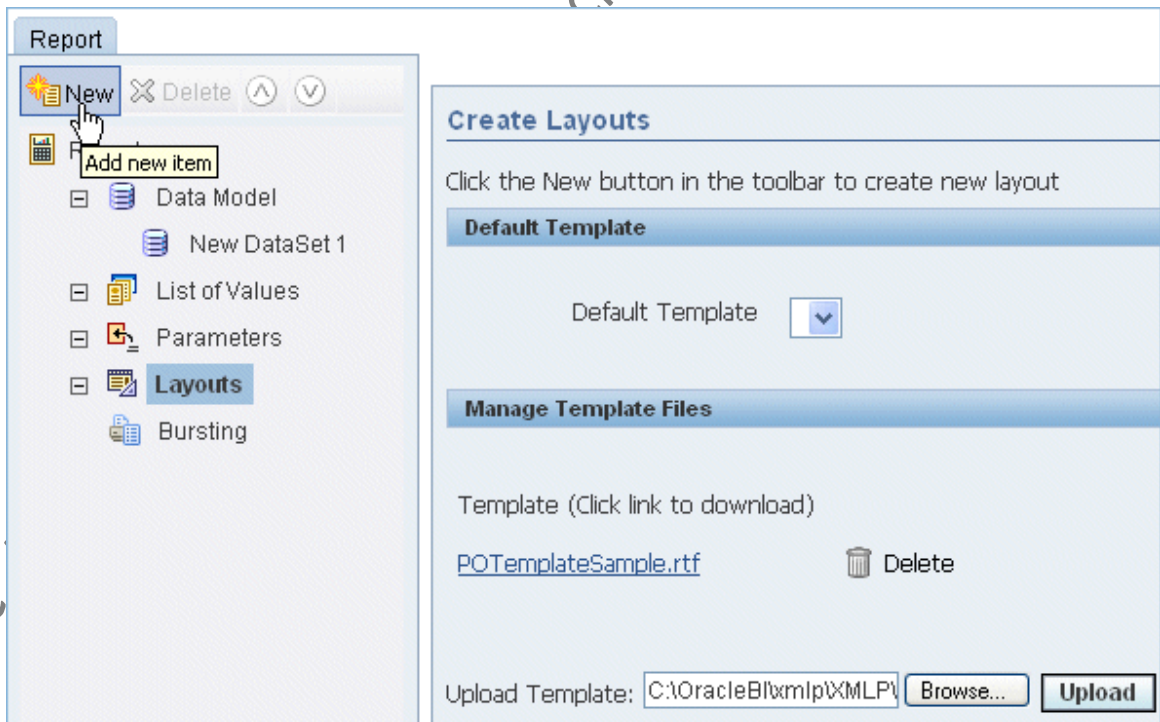 Report
New Delete
Add new item
Data Model
New DataSet 1
List of Values
Parameters
Layouts
Bursting
Create Layouts
Click the New button in the toolbar to create new layout
Default Template
Default Template
Manage Template Files
Template (Click link to download)
POTemplateSample.rtf Delete
Upload Template: C:\OracleBI\xmlp\XMLP\ Browse... Upload